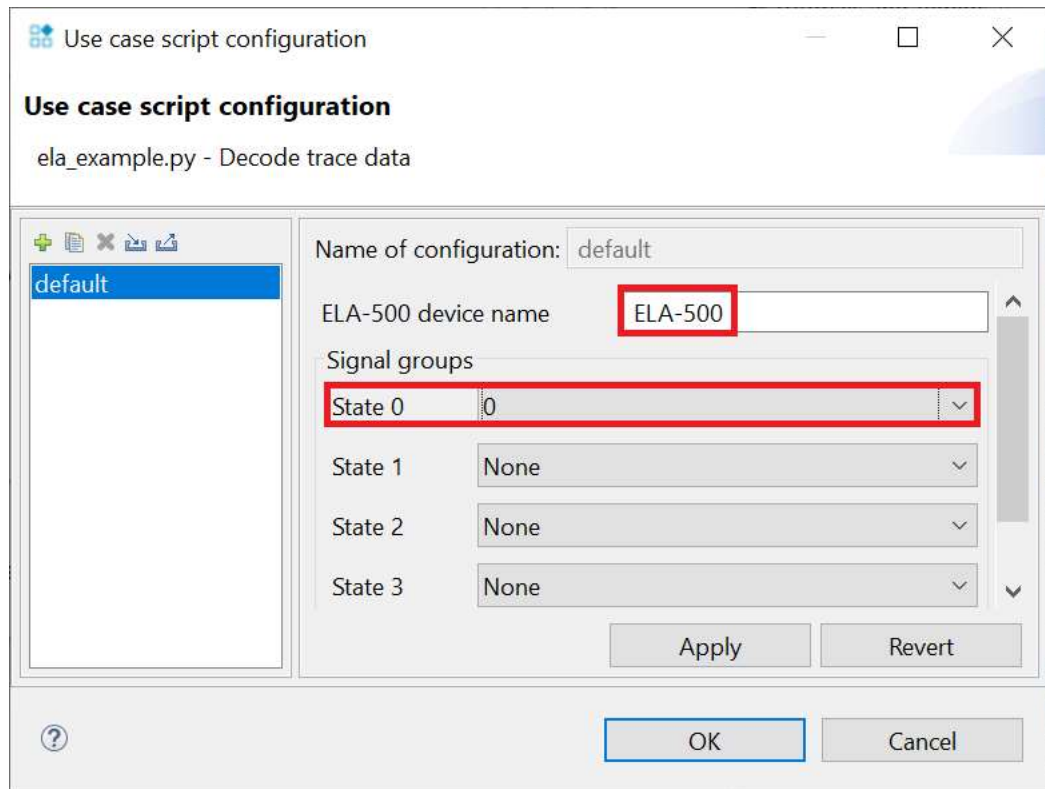 Use case script configuration
Use case script configuration
ela_example.py - Decode trace data
default
Name of configuration: default
ELA-500 device name ELA-500
Signal groups
State 0 0
State 1 None
State 2 None
State 3 None
Apply Revert
? OK Cancel